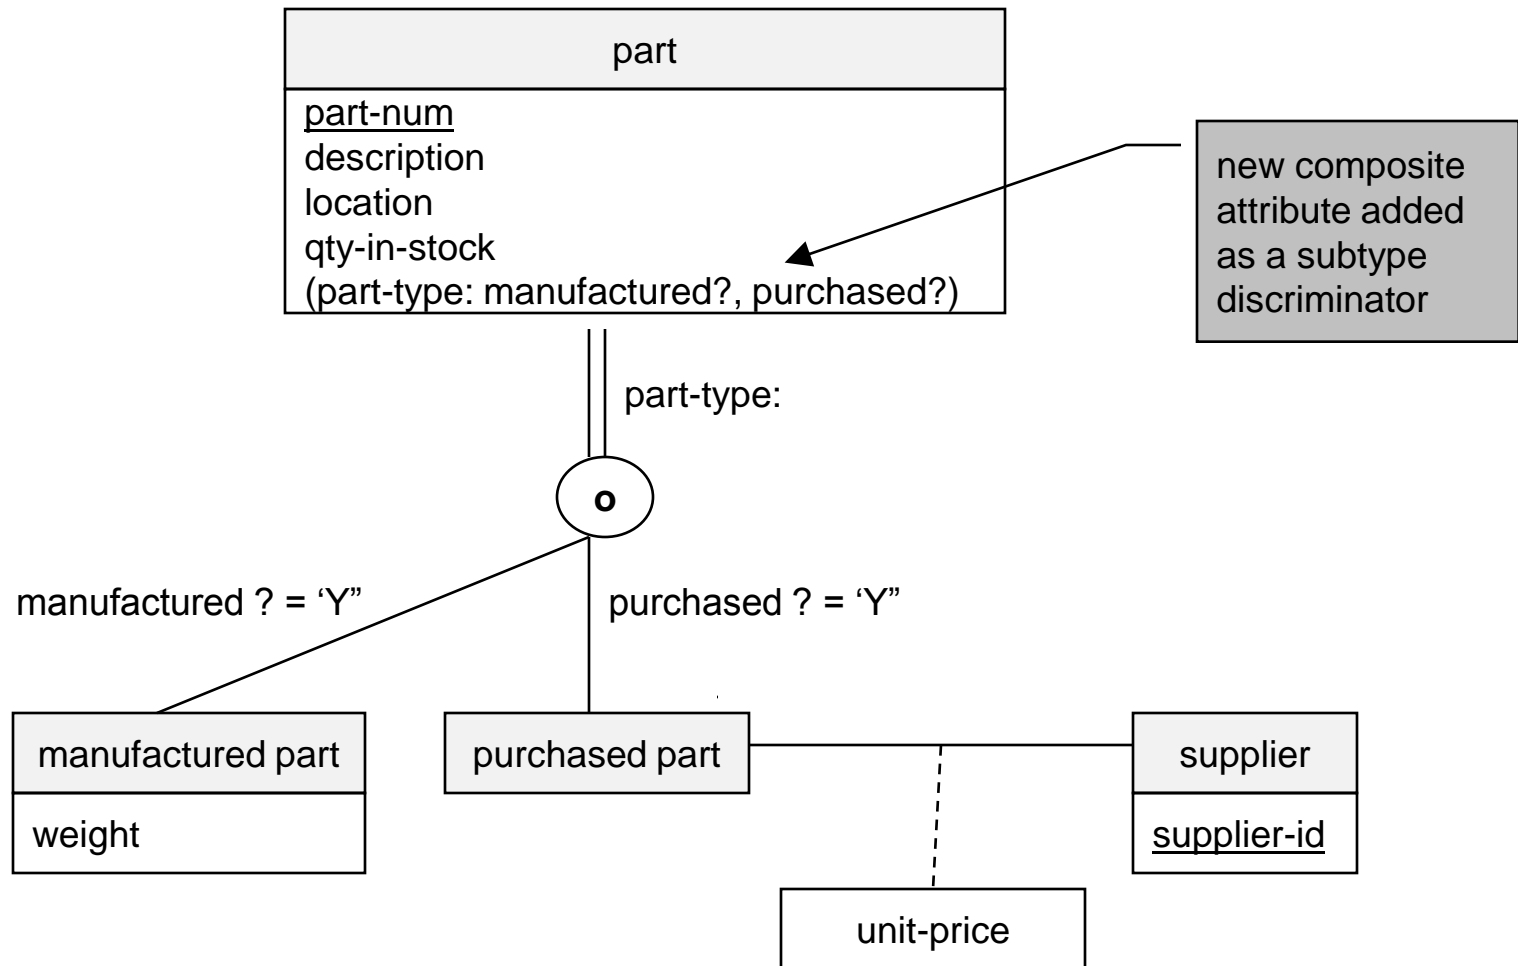 part
part-num
description
location
qty-in-stock
(part-type: manufactured?, purchased?)
new composite
attribute added
as a subtype
discriminator
part-type:
o
manufactured ? = ‘Y”
purchased ? = ‘Y”
manufactured part
weight
purchased part
supplier
supplier-id
unit-price